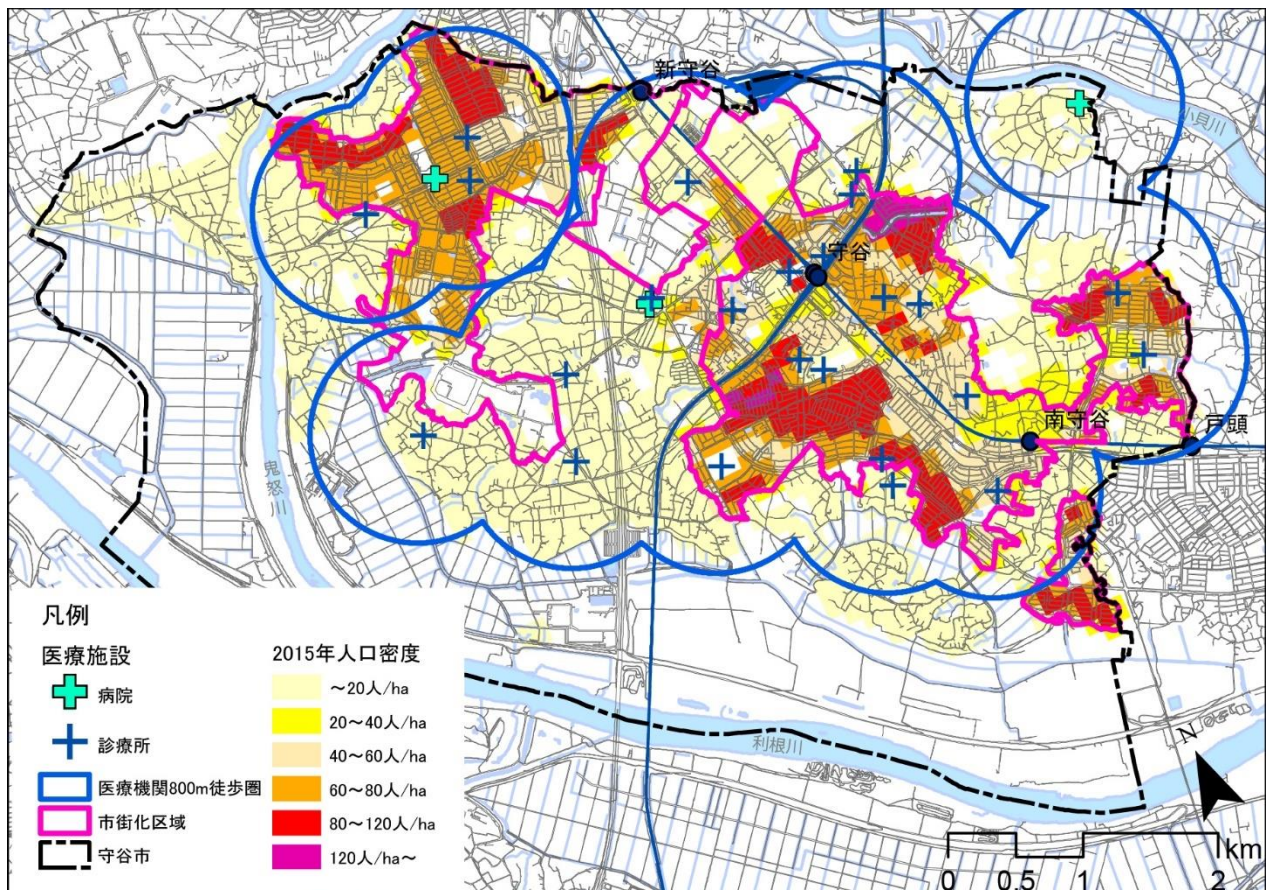 新守谷
小貝川
守谷
南守谷
戸頭
鬼怒川
利根川
N
凡例
医療施設
病院
診療所
医療機関800m徒歩圏
市街化区域
守谷市
2015年人口密度
～20人/ha
20～40人/ha
40～60人/ha
60～80人/ha
80～120人/ha
120人/ha～
km
0 0.5 1 2